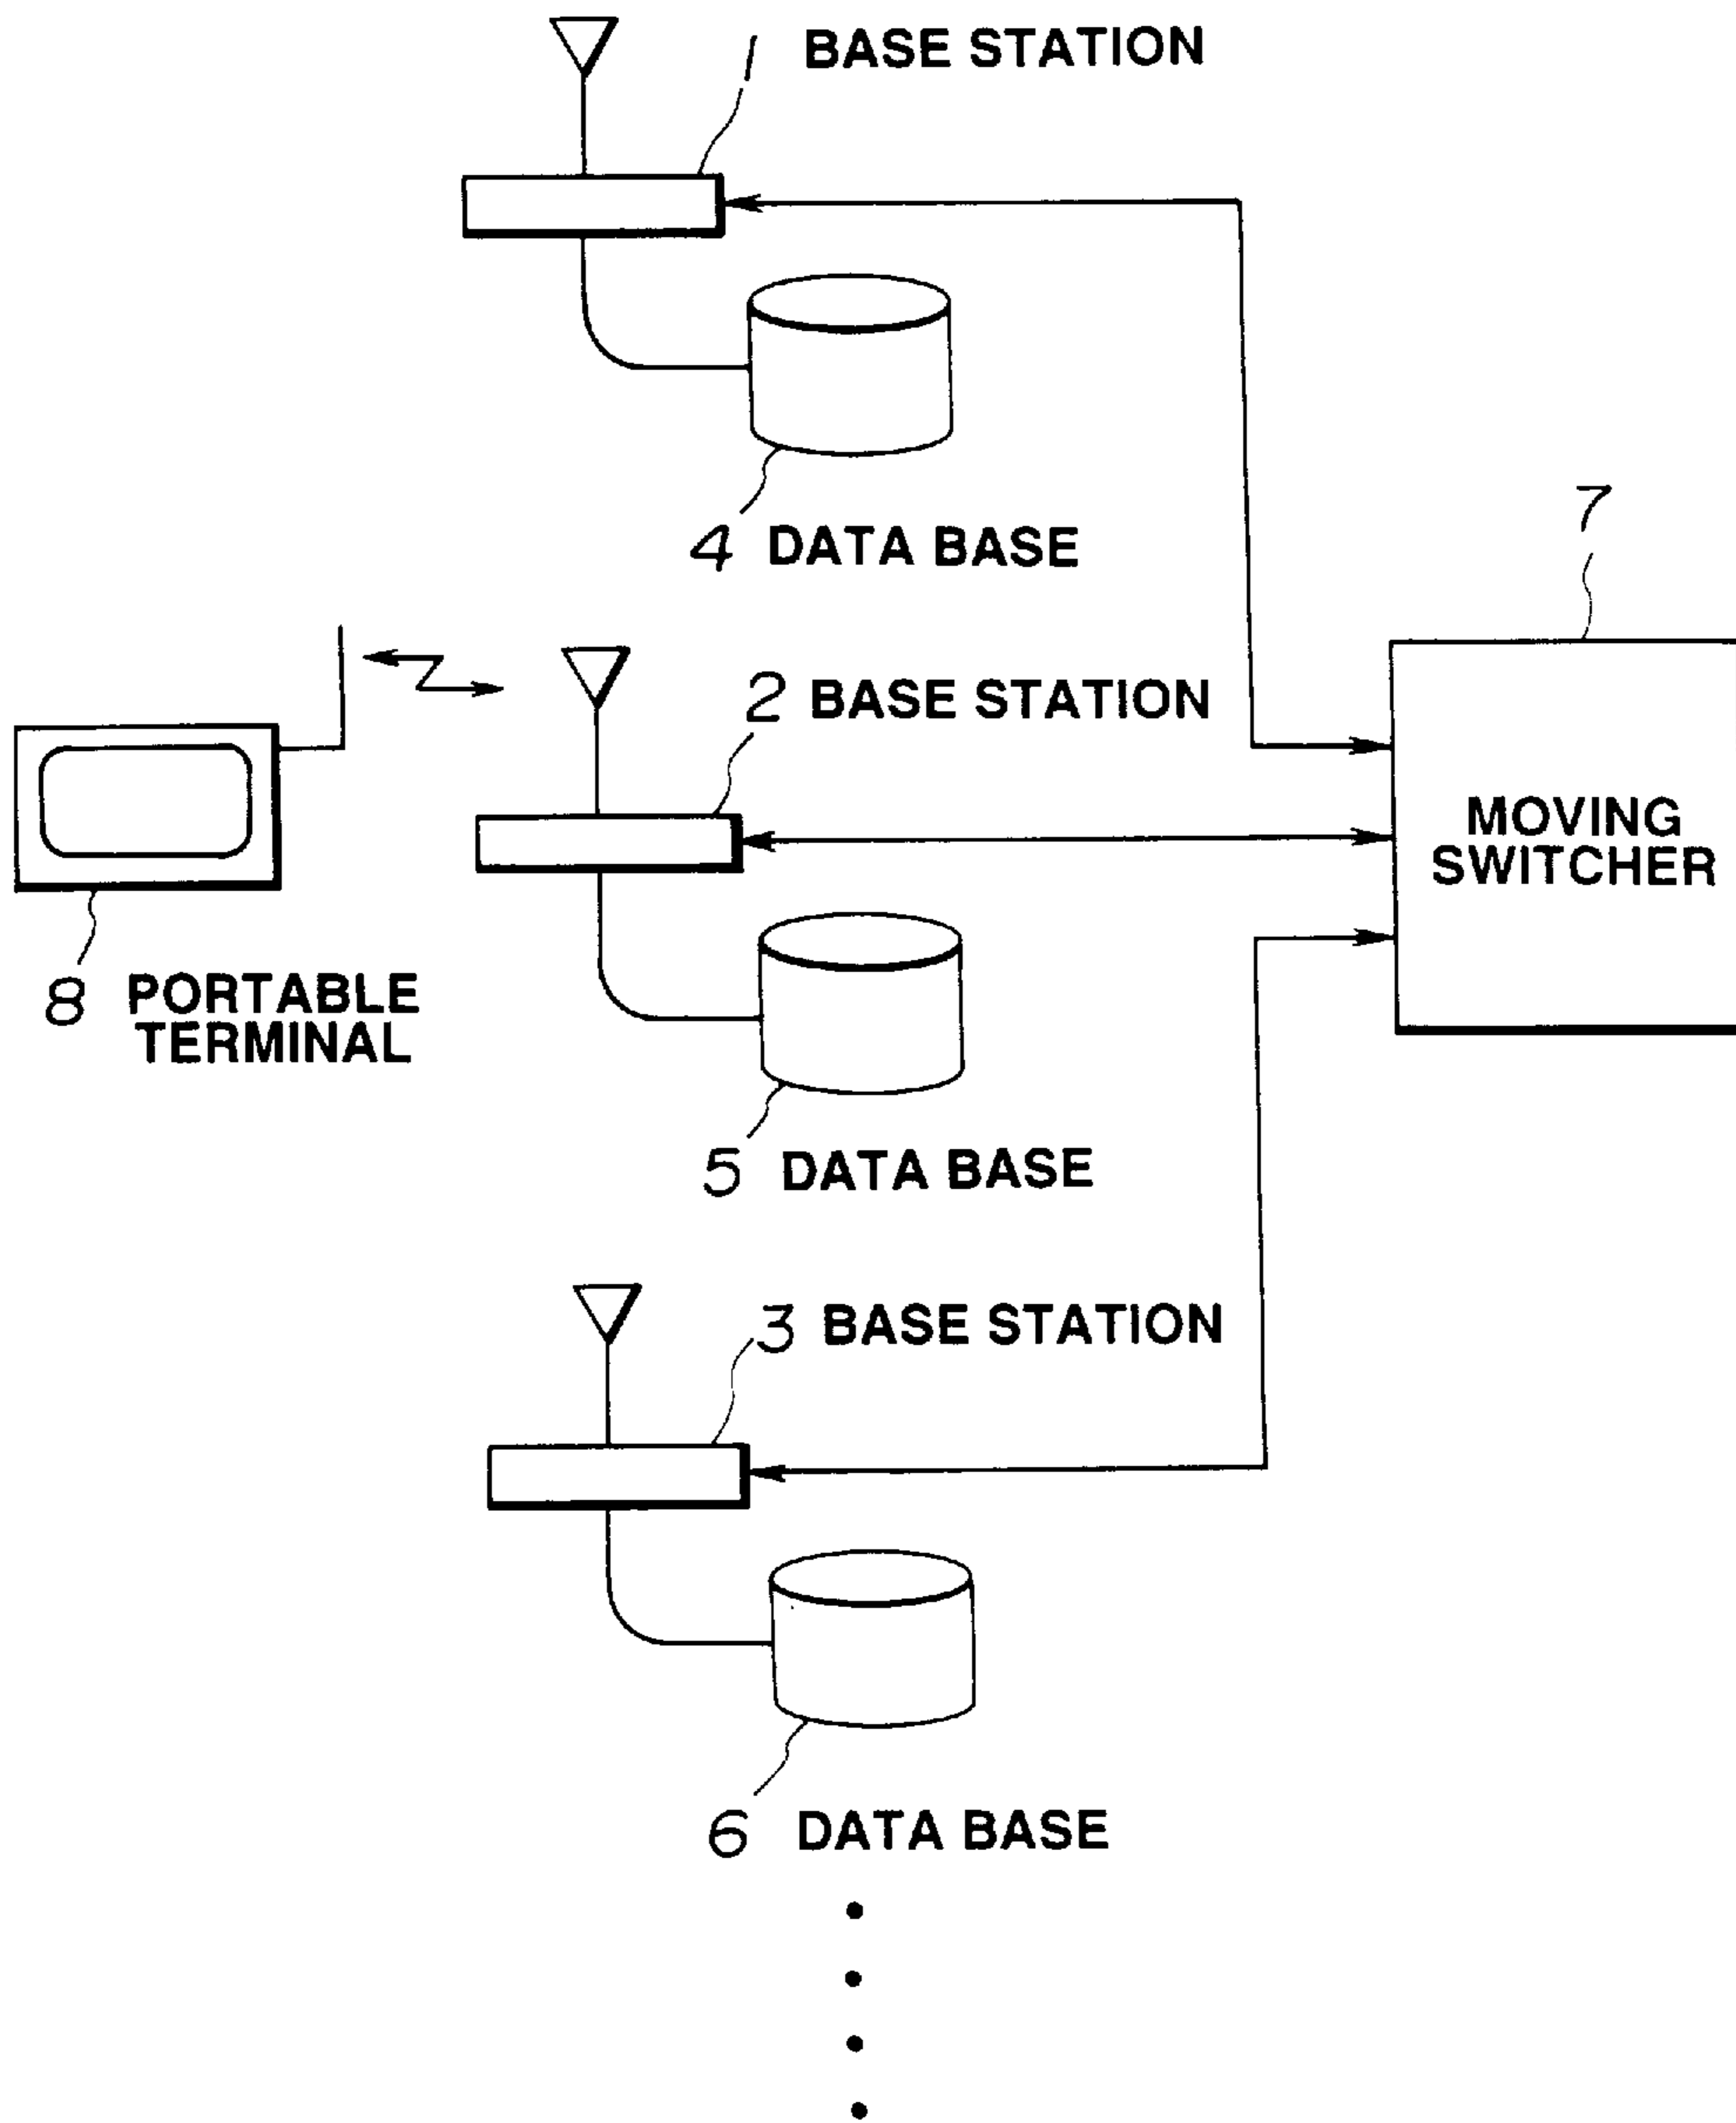 1 BASE STATION
4 DATA BASE
7
2 BASE STATION
MOVING
SWITCHER
8 PORTABLE
TERMINAL
5 DATA BASE
3 BASE STATION
6 DATA BASE